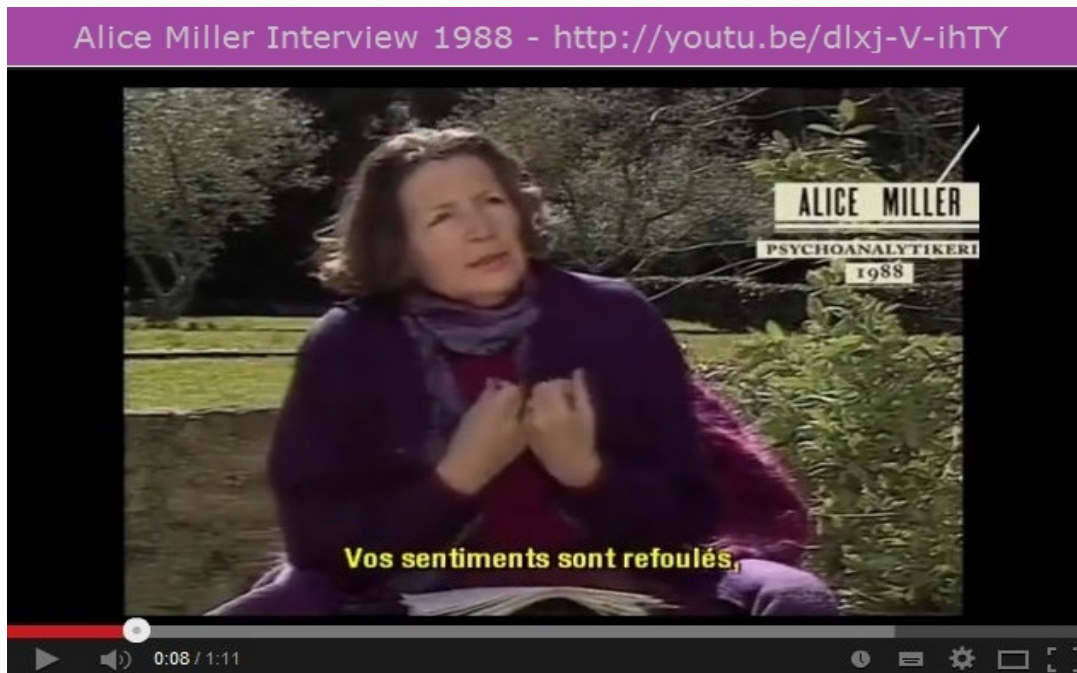 Alice Miller Interview 1988 - http://youtu.be/dlxj-V-ihTY
ALICE MILLER
PSYCHOANALYTIKERI
1988
Vos sentiments sont refoulés,
0:08 / 1:11